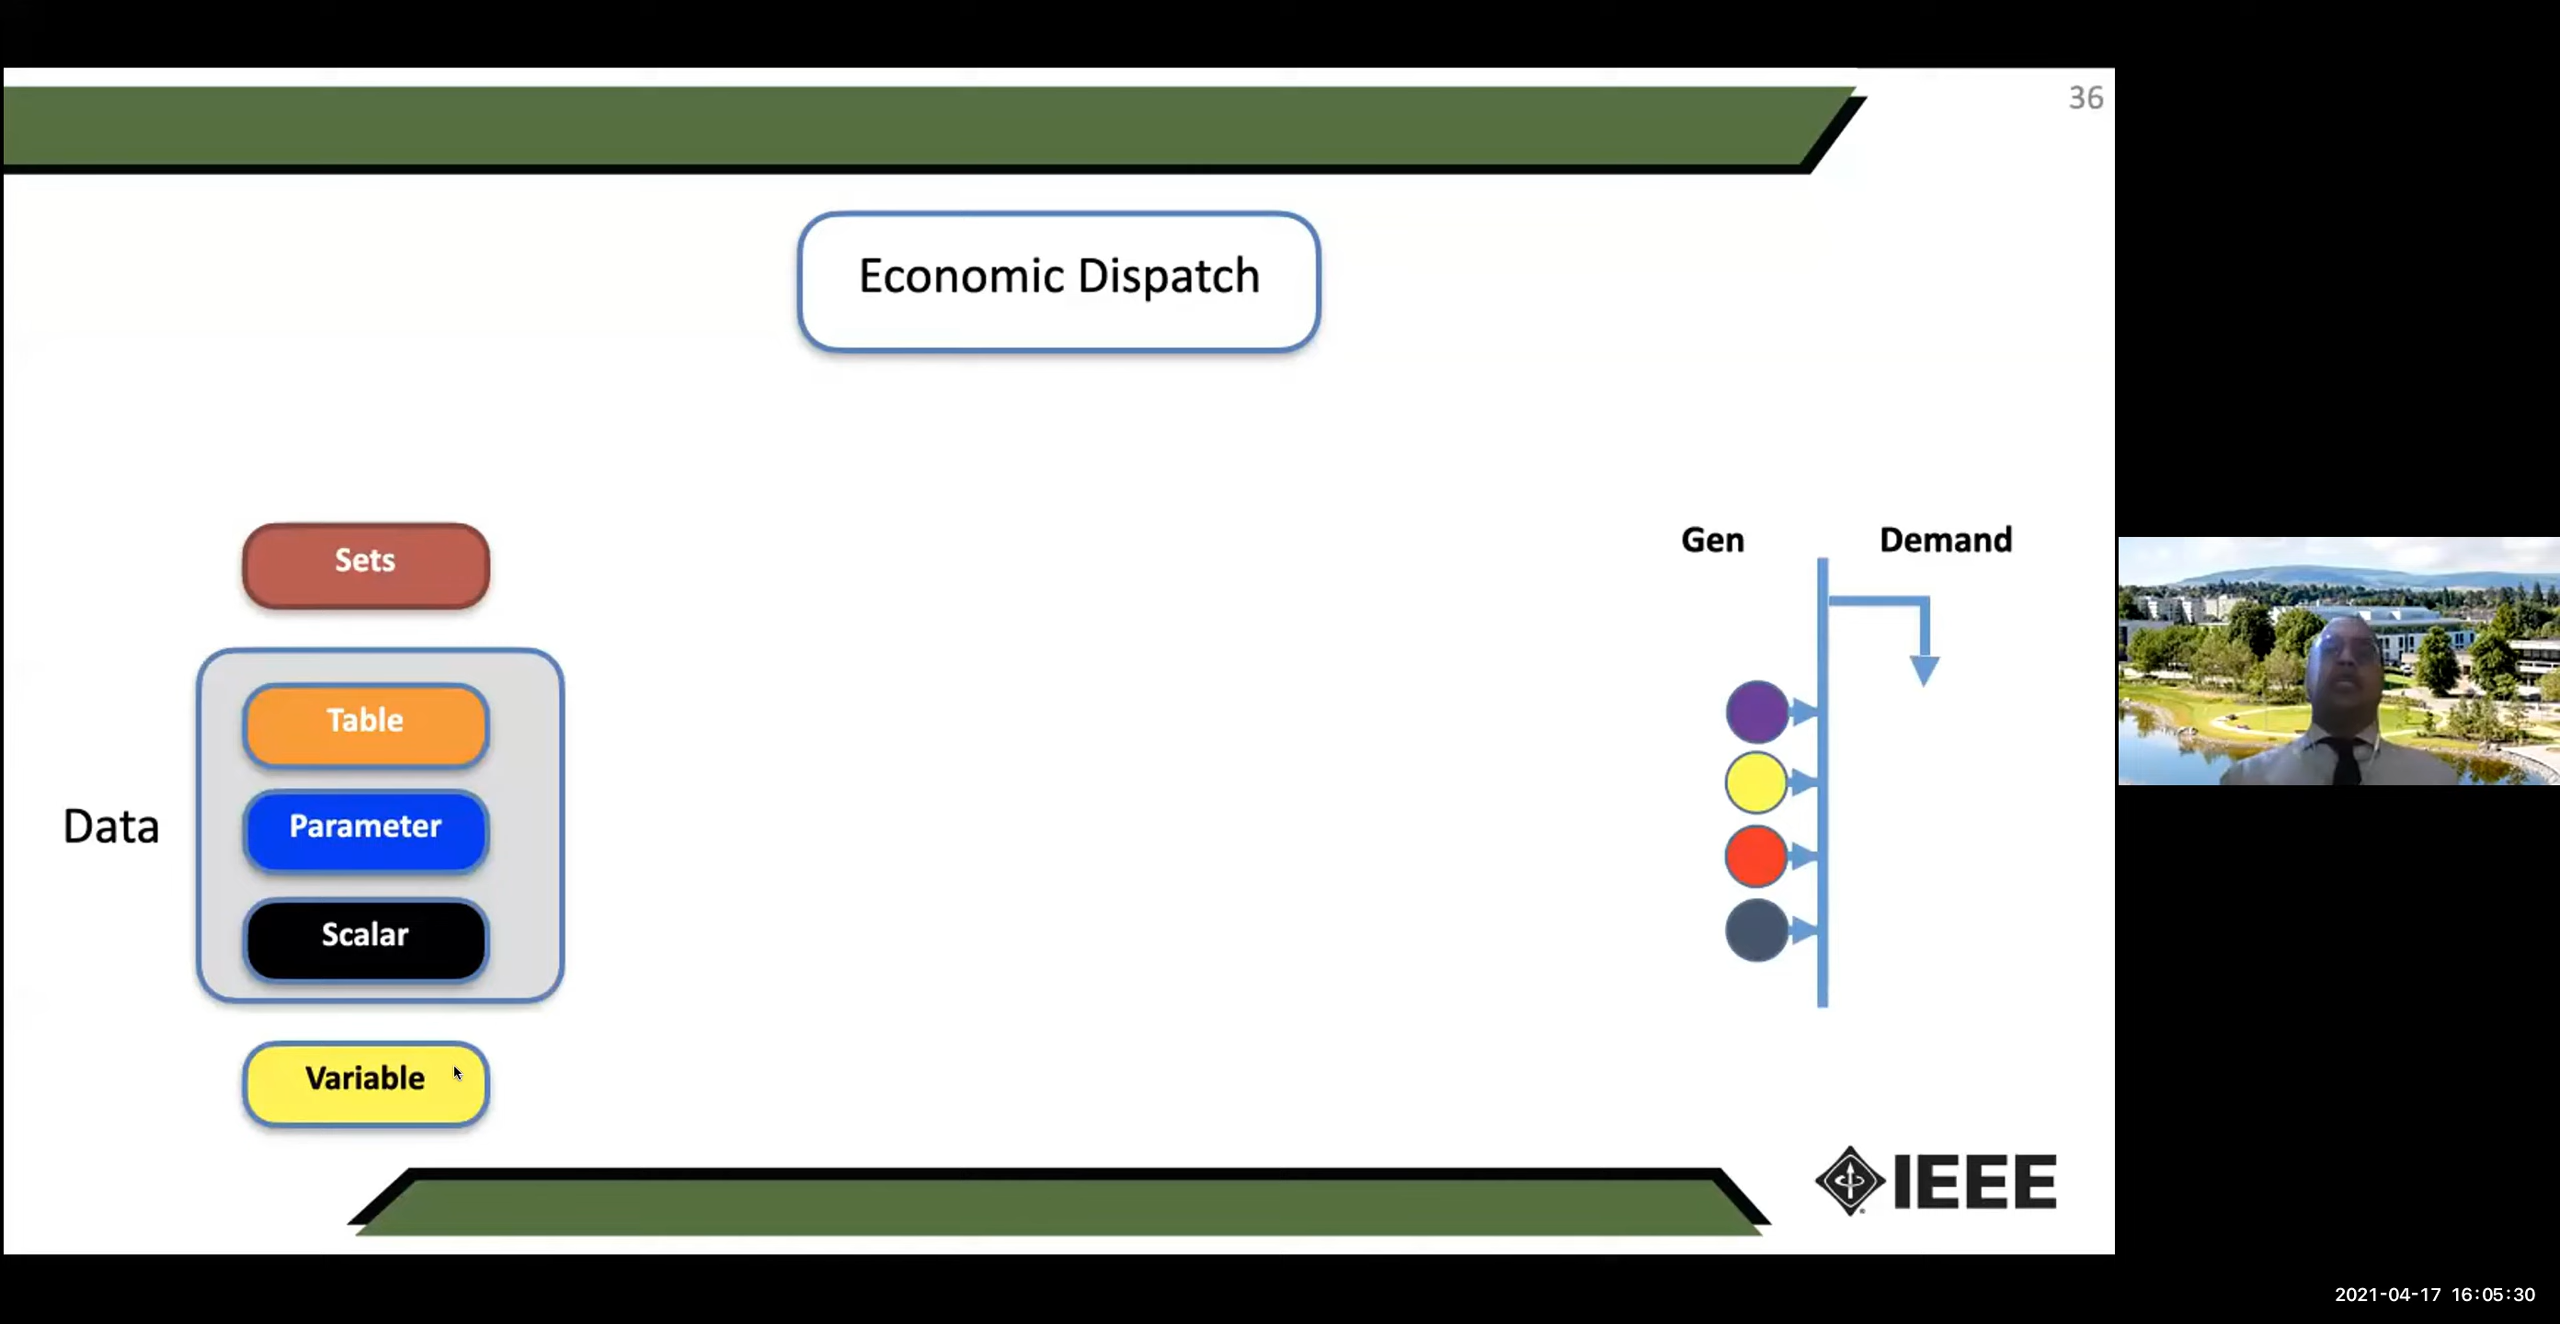 36
Economic Dispatch
Sets
Gen
Demand
Table
Data
Parameter
Scalar
Variable
IEEE
2021-04-17 16:05:30